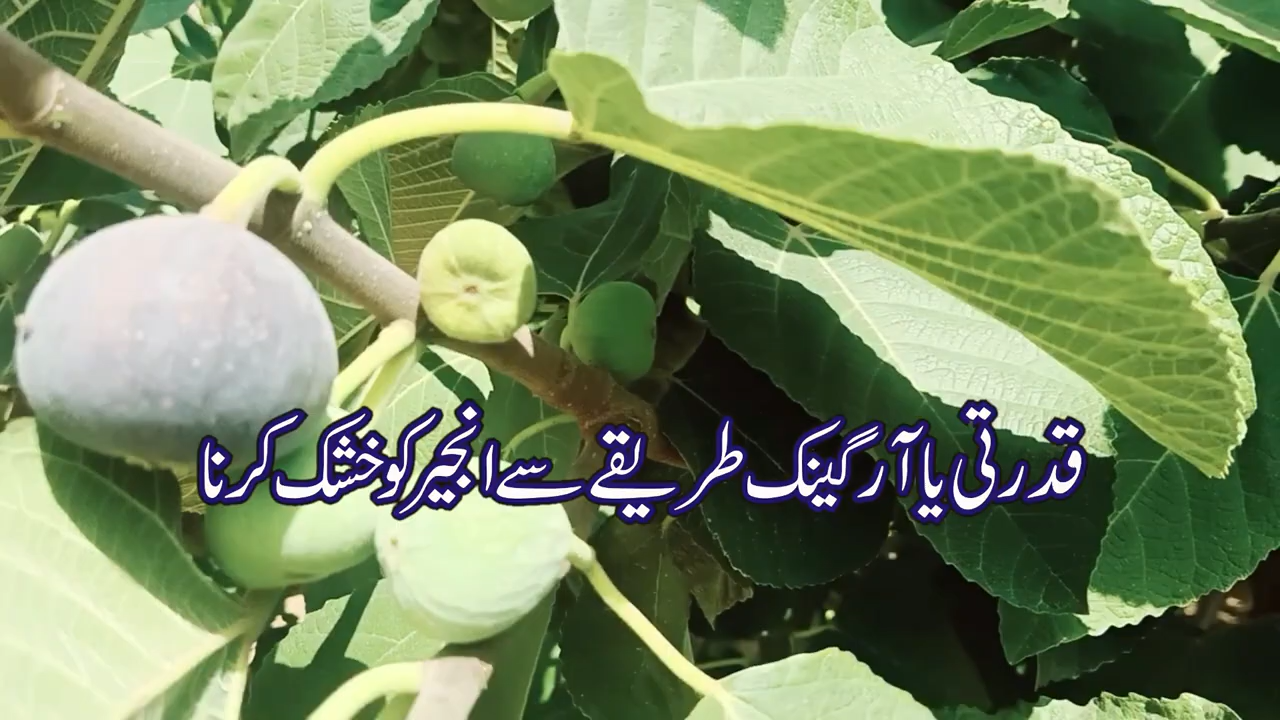 قدرتی یا آرگینک طریقے سے انجیر کو خشک کرنا